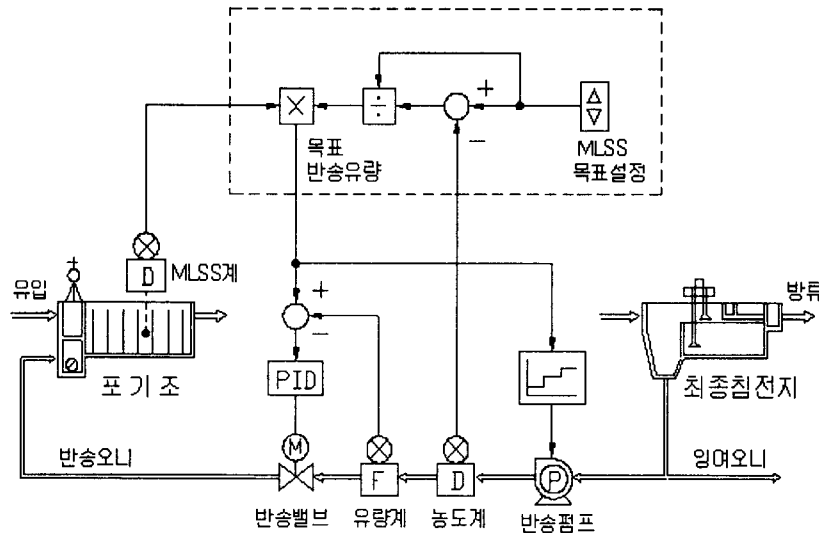 +
×
÷
−
MLSS
목표설정
목표
반송유량
D
MLSS계
유입
방류
+
−
PID
포기조
최종침전지
M
반송오니
잉여오니
F
D
P
반송밸브
유량계
농도계
반송펌프